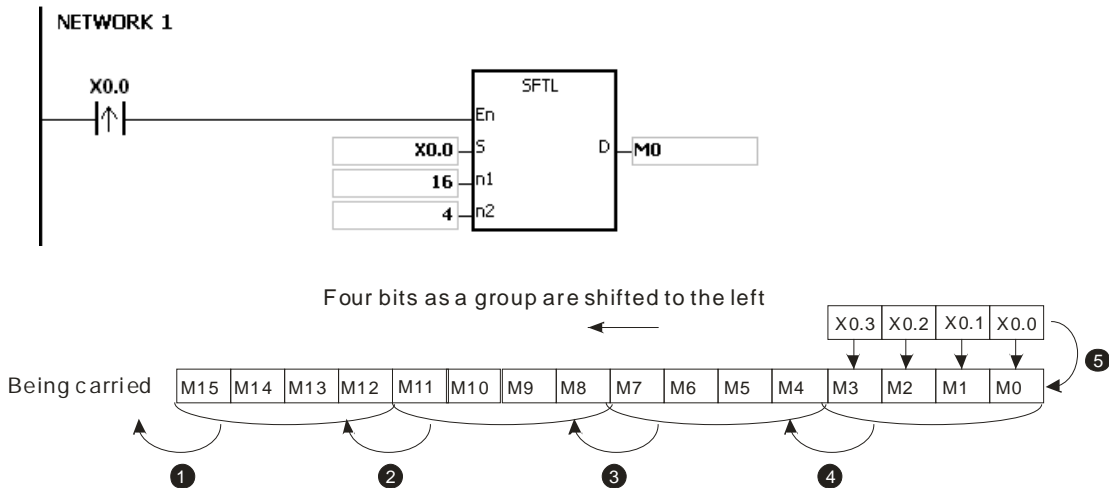 NETWORK 1
X0.0
SFTL
En
X0.0 S D M0
16 n1
4 n2
Four bits as a group are shifted to the left
X0.3 X0.2 X0.1 X0.0
5
Being carried M15 M14 M13 M12 M11 M10 M9 M8 M7 M6 M5 M4 M3 M2 M1 M0
1 2 3 4